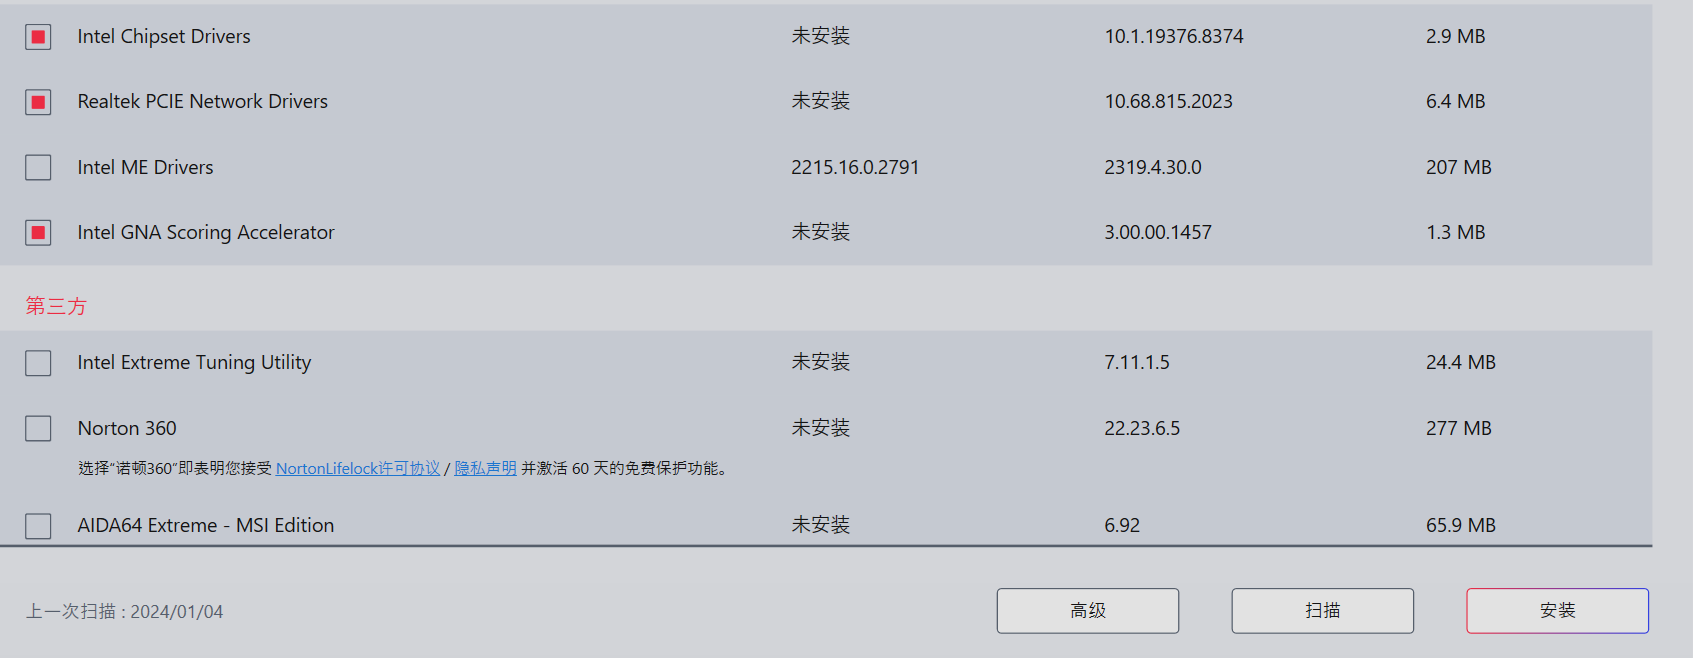 Intel Chipset Drivers 未安装 10.1.19376.8374 2.9 MB
Realtek PCIE Network Drivers 未安装 10.68.815.2023 6.4 MB
Intel ME Drivers 2215.16.0.2791 2319.4.30.0 207 MB
Intel GNA Scoring Accelerator 未安装 3.00.00.1457 1.3 MB
第三方
Intel Extreme Tuning Utility 未安装 7.11.1.5 24.4 MB
Norton 360 未安装 22.23.6.5 277 MB
选择“诺顿360”即表明您接受 NortonLifelock许可协议 / 隐私声明 并激活 60 天的免费保护功能。
AIDA64 Extreme - MSI Edition 未安装 6.92 65.9 MB
上一次扫描 : 2024/01/04 高级 扫描 安装